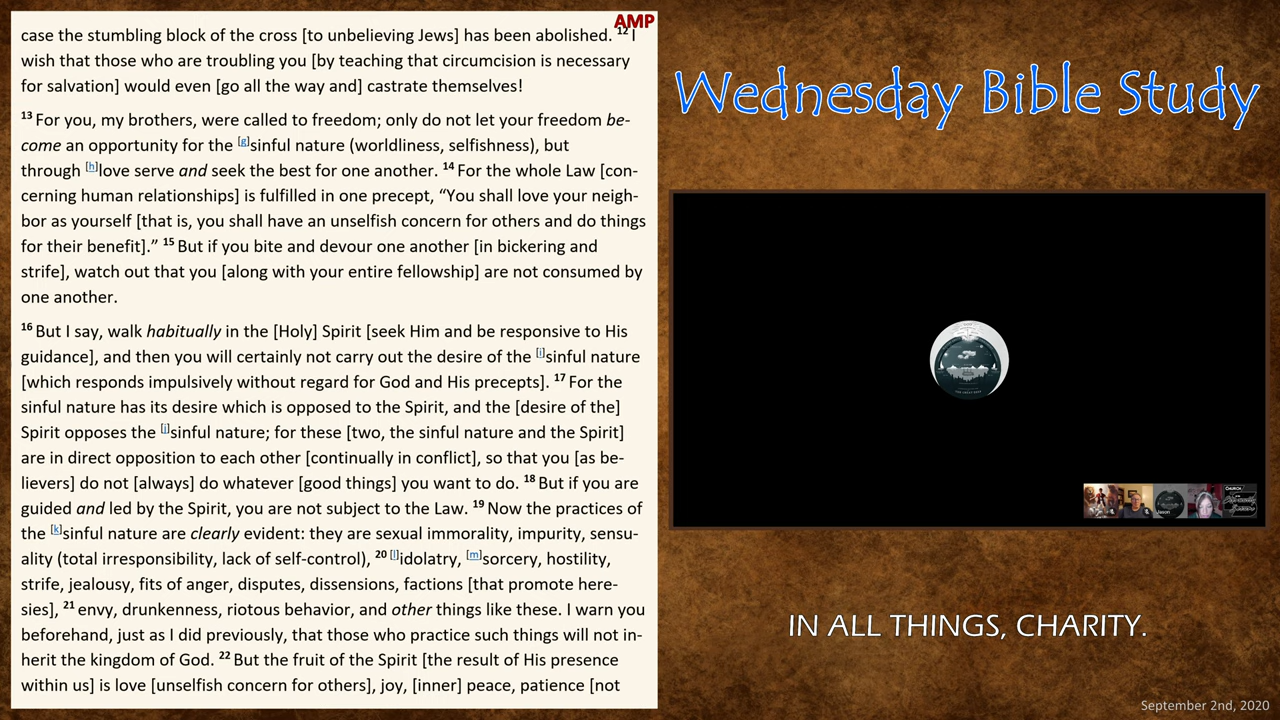 AMP
case the stumbling block of the cross [to unbelieving Jews] has been abolished. 12 I
wish that those who are troubling you [by teaching that circumcision is necessary
for salvation] would even [go all the way and] castrate themselves!
13 For you, my brothers, were called to freedom; only do not let your freedom be-
come an opportunity for the [g]sinful nature (worldliness, selfishness), but
through [h]love serve and seek the best for one another. 14 For the whole Law [con-
cerning human relationships] is fulfilled in one precept, “You shall love your neigh-
bor as yourself [that is, you shall have an unselfish concern for others and do things
for their benefit].” 15 But if you bite and devour one another [in bickering and
strife], watch out that you [along with your entire fellowship] are not consumed by
one another.
16 But I say, walk habitually in the [Holy] Spirit [seek Him and be responsive to His
guidance], and then you will certainly not carry out the desire of the [i]sinful nature
[which responds impulsively without regard for God and His precepts]. 17 For the
sinful nature has its desire which is opposed to the Spirit, and the [desire of the]
Spirit opposes the [j]sinful nature; for these [two, the sinful nature and the Spirit]
are in direct opposition to each other [continually in conflict], so that you [as be-
lievers] do not [always] do whatever [good things] you want to do. 18 But if you are
guided and led by the Spirit, you are not subject to the Law. 19 Now the practices of
the [k]sinful nature are clearly evident: they are sexual immorality, impurity, sensu-
ality (total irresponsibility, lack of self-control), 20 [l]idolatry, [m]sorcery, hostility,
strife, jealousy, fits of anger, disputes, dissensions, factions [that promote here-
sies], 21 envy, drunkenness, riotous behavior, and other things like these. I warn you
beforehand, just as I did previously, that those who practice such things will not in-
herit the kingdom of God. 22 But the fruit of the Spirit [the result of His presence
within us] is love [unselfish concern for others], joy, [inner] peace, patience [not
Wednesday Bible Study
Jason
CHURCH
IN ALL THINGS, CHARITY.
September 2nd, 2020